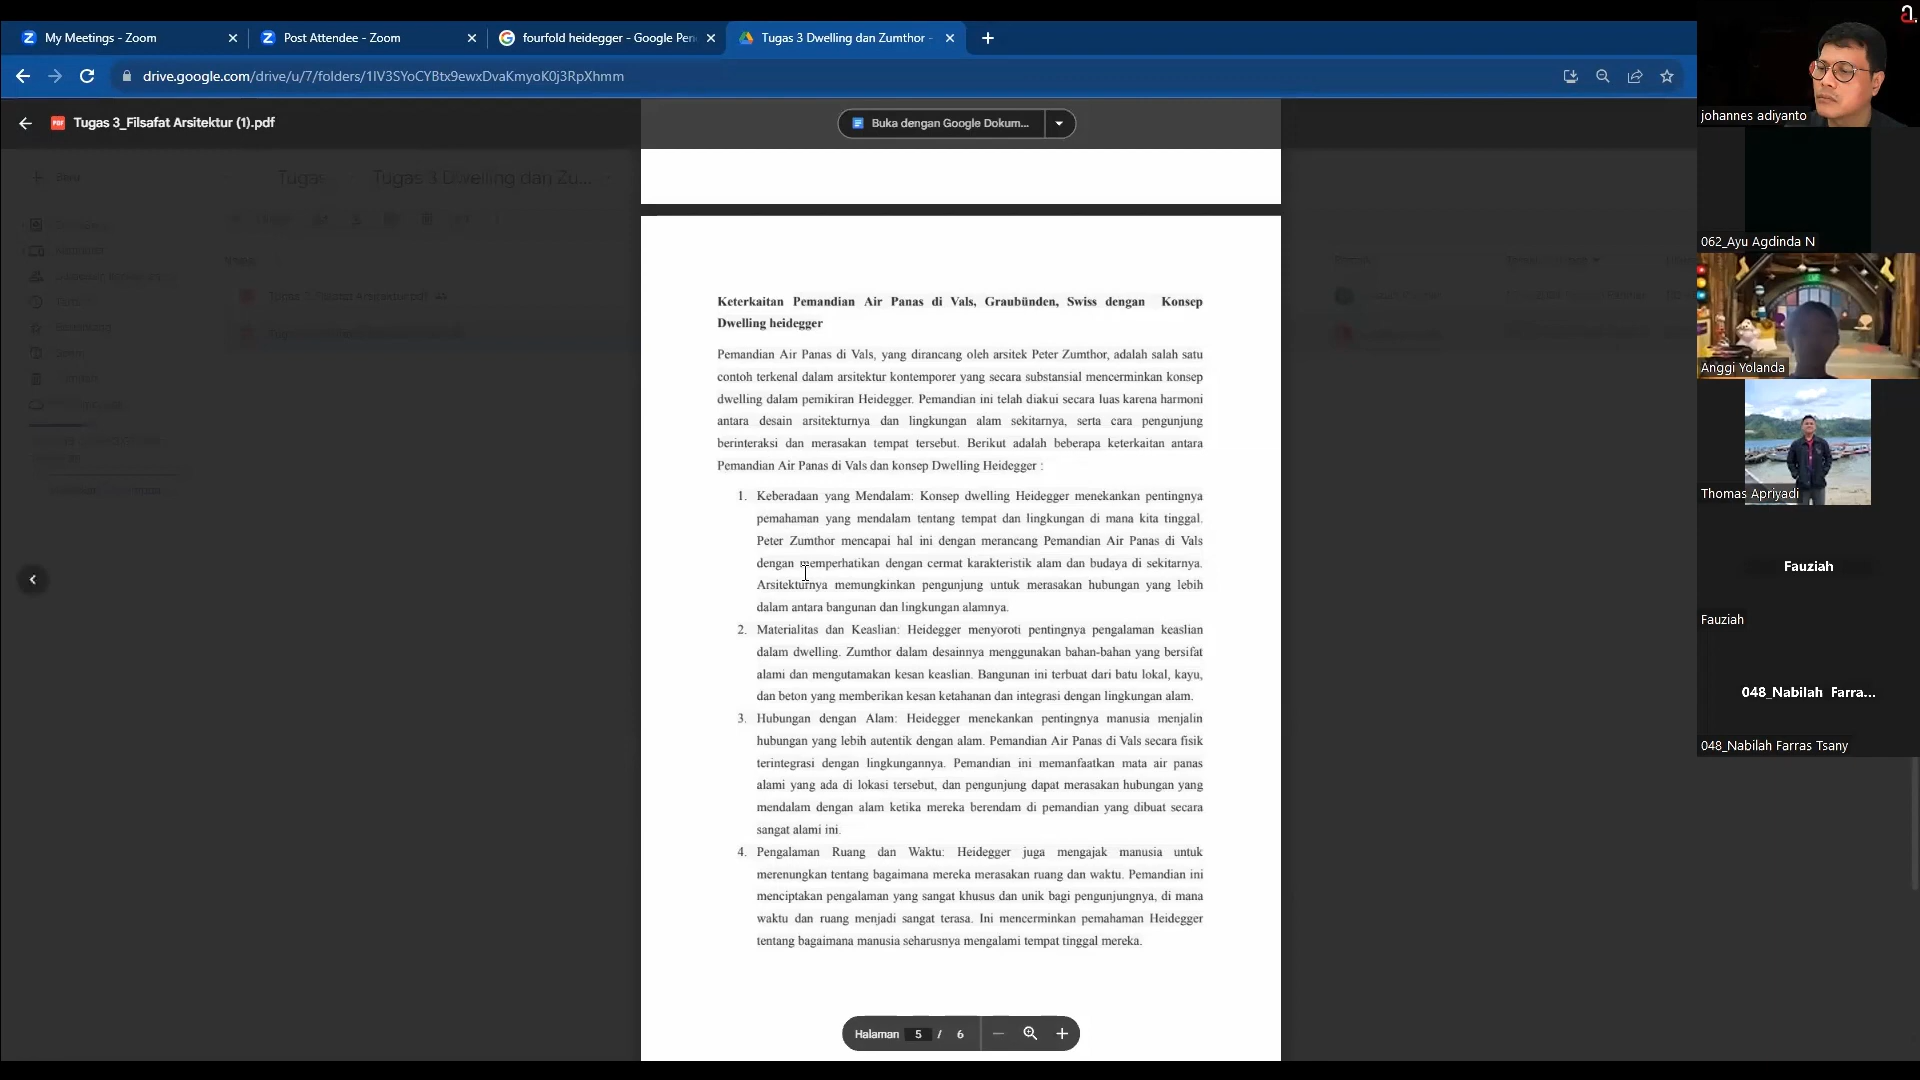 My Meetings - Zoom
Post Attendee - Zoom
fourfold heidegger - Google Pen
Tugas 3 Dwelling dan Zumthor -
drive.google.com/drive/u/7/folders/1IV3SYoCYBtx9ewxDvaKmyoK0j3RpXhmm
Tugas 3_Filsafat Arsitektur (1).pdf
Buka dengan Google Dokum...
Tugas
Tugas 3 Dwelling dan Zu...
Keterkaitan Pemandian Air Panas di Vals, Graubünden, Swiss dengan Konsep
Dwelling heidegger
Pemandian Air Panas di Vals, yang dirancang oleh arsitek Peter Zumthor, adalah salah satu
contoh terkenal dalam arsitektur kontemporer yang secara substansial mencerminkan konsep
dwelling dalam pemikiran Heidegger. Pemandian ini telah diakui secara luas karena harmoni
antara desain arsitekturnya dan lingkungan alam sekitarnya, serta cara pengunjung
berinteraksi dan merasakan tempat tersebut. Berikut adalah beberapa keterkaitan antara
Pemandian Air Panas di Vals dan konsep Dwelling Heidegger :
1. Keberadaan yang Mendalam: Konsep dwelling Heidegger menekankan pentingnya
pemahaman yang mendalam tentang tempat dan lingkungan di mana kita tinggal.
Peter Zumthor mencapai hal ini dengan merancang Pemandian Air Panas di Vals
dengan memperhatikan dengan cermat karakteristik alam dan budaya di sekitarnya.
Arsitekturnya memungkinkan pengunjung untuk merasakan hubungan yang lebih
dalam antara bangunan dan lingkungan alamnya.
2. Materialitas dan Keaslian: Heidegger menyoroti pentingnya pengalaman keaslian
dalam dwelling. Zumthor dalam desainnya menggunakan bahan-bahan yang bersifat
alami dan mengutamakan kesan keaslian. Bangunan ini terbuat dari batu lokal, kayu,
dan beton yang memberikan kesan ketahanan dan integrasi dengan lingkungan alam.
3. Hubungan dengan Alam: Heidegger menekankan pentingnya manusia menjalin
hubungan yang lebih autentik dengan alam. Pemandian Air Panas di Vals secara fisik
terintegrasi dengan lingkungannya. Pemandian ini memanfaatkan mata air panas
alami yang ada di lokasi tersebut, dan pengunjung dapat merasakan hubungan yang
mendalam dengan alam ketika mereka berendam di pemandian yang dibuat secara
sangat alami ini.
4. Pengalaman Ruang dan Waktu: Heidegger juga mengajak manusia untuk
merenungkan tentang bagaimana mereka merasakan ruang dan waktu. Pemandian ini
menciptakan pengalaman yang sangat khusus dan unik bagi pengunjungnya, di mana
waktu dan ruang menjadi sangat terasa. Ini mencerminkan pemahaman Heidegger
tentang bagaimana manusia seharusnya mengalami tempat tinggal mereka.
Halaman 5 / 6
johannes adiyanto
062_Ayu Agdinda N
Anggi Yolanda
Thomas Apriyadi
Fauziah
Fauziah
048_Nabilah Farra...
048_Nabilah Farras Tsany